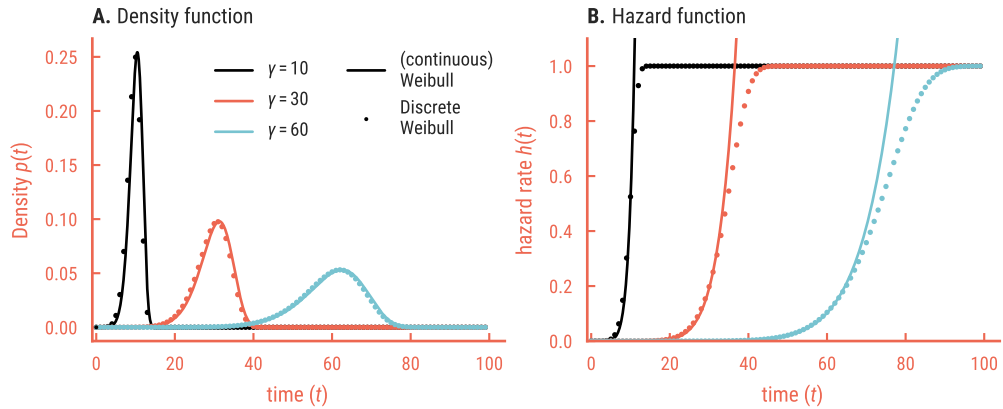 A. Density function
0.25
0.20
0.15
0.10
0.05
0.00
Density p(t)
0
20
40
60
80
100
time (t)
γ = 10
γ = 30
γ = 60
(continuous)
Weibull
Discrete
Weibull
B. Hazard function
1.0
0.8
0.6
0.4
0.2
0.0
hazard rate h(t)
0
20
40
60
80
100
time (t)